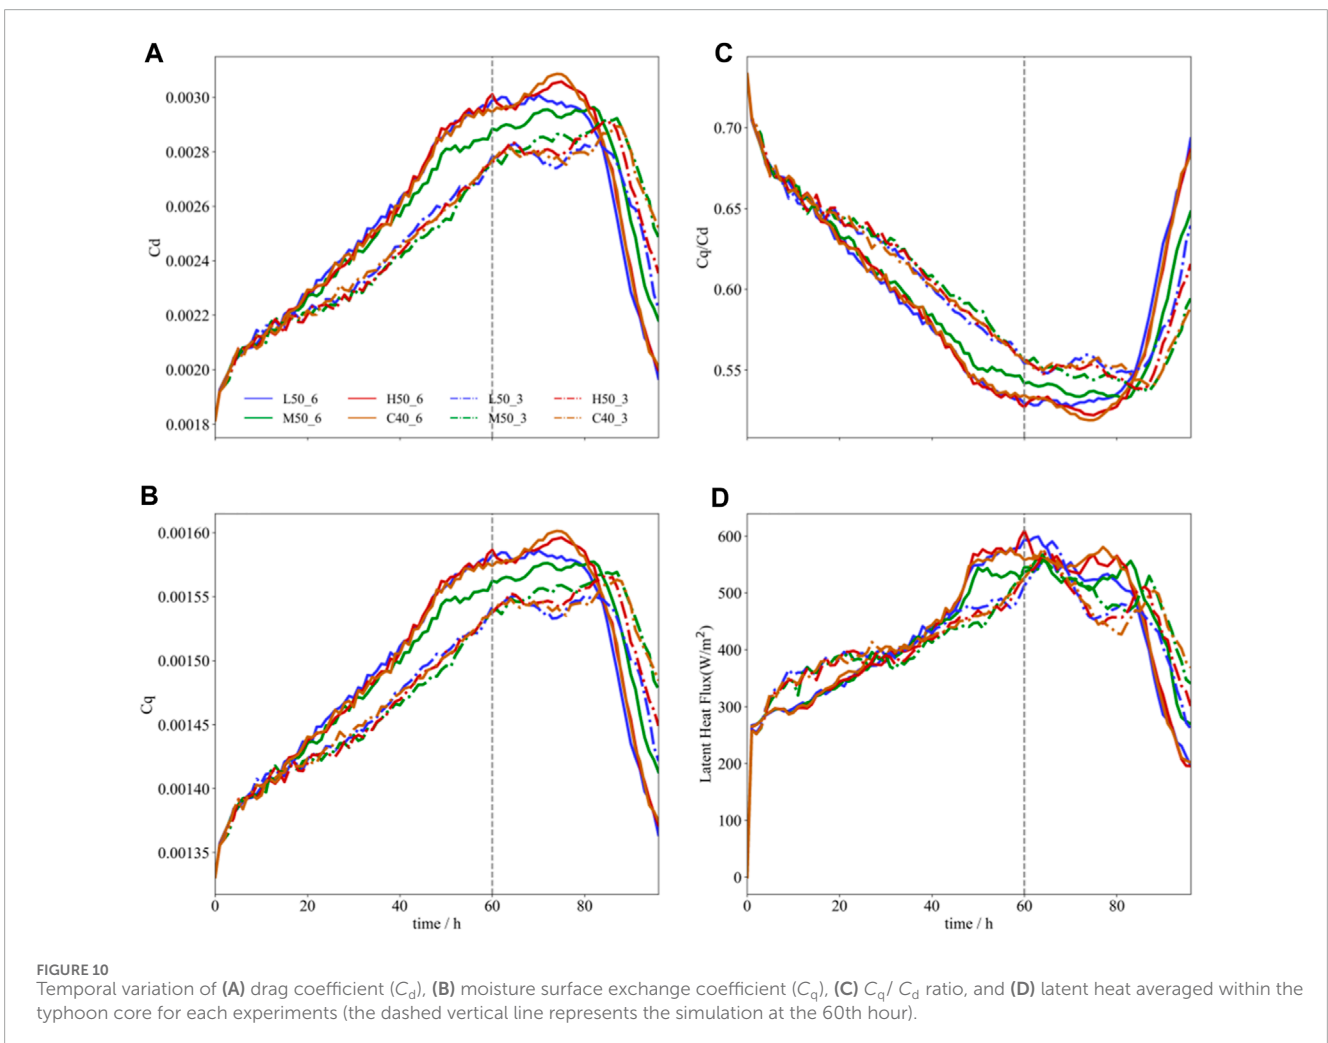 A
Cd
0.0030
0.0028
0.0026
0.0024
0.0022
0.0020
0.0018
L50_6
H50_6
L50_3
H50_3
M50_6
C40_6
M50_3
C40_3
C
Cq/Cd
0.70
0.65
0.60
0.55
B
Cq
0.00160
0.00155
0.00150
0.00145
0.00140
0.00135
0
20
40
60
80
time / h
D
Latent Heat Flux(W/m²)
600
500
400
300
200
100
0
0
20
40
60
80
time / h
FIGURE 10
Temporal variation of (A) drag coefficient (Cd), (B) moisture surface exchange coefficient (Cq), (C) Cq/ Cd ratio, and (D) latent heat averaged within the
typhoon core for each experiments (the dashed vertical line represents the simulation at the 60th hour).